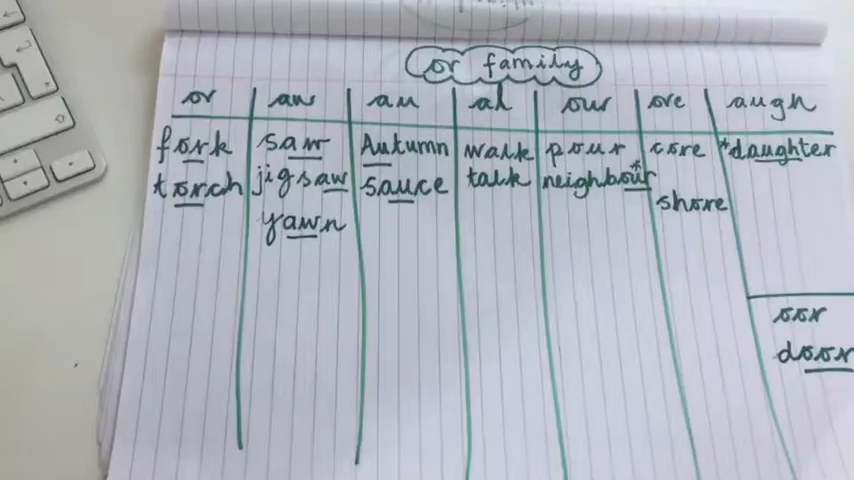 or family
or aw au al our ore augh
fork saw Autumn walk pour core *daughter
torch jigsaw sauce talk neighbour* shore
yawn
oor
door